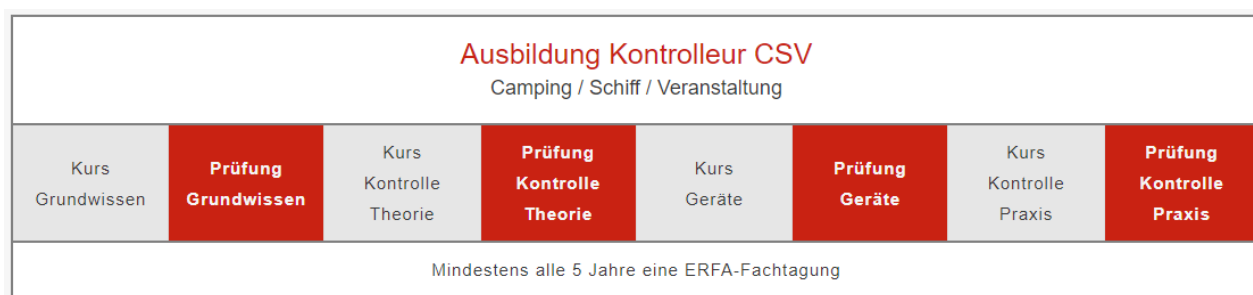 Ausbildung Kontrolleur CSV
Camping / Schiff / Veranstaltung
Kurs
Grundwissen
Prüfung
Grundwissen
Kurs
Kontrolle
Theorie
Prüfung
Kontrolle
Theorie
Kurs
Geräte
Prüfung
Geräte
Kurs
Kontrolle
Praxis
Prüfung
Kontrolle
Praxis
Mindestens alle 5 Jahre eine ERFA-Fachtagung